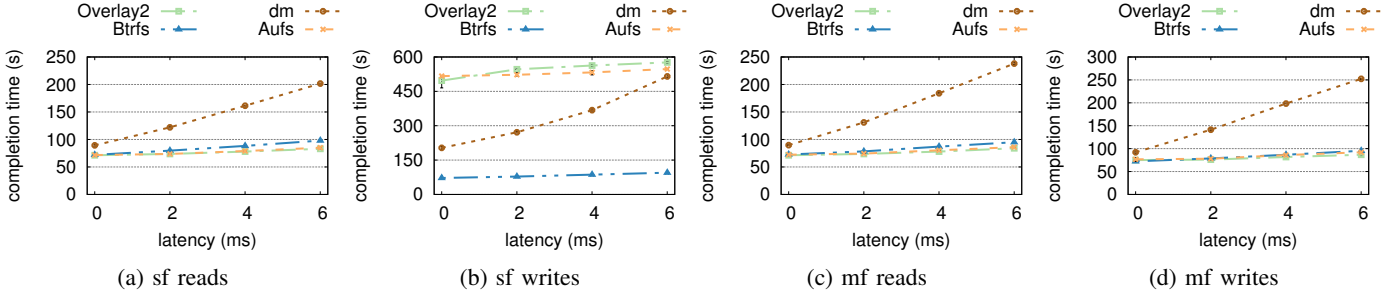 Overlay2 dm
Btrfs Aufs
completion time (s)
250
200
150
100
50
0
0 2 4 6
latency (ms)
(a) sf reads
Overlay2 dm
Btrfs Aufs
completion time (s)
600
450
300
150
0
0 2 4 6
latency (ms)
(b) sf writes
Overlay2 dm
Btrfs Aufs
completion time (s)
250
200
150
100
50
0
0 2 4 6
latency (ms)
(c) mf reads
Overlay2 dm
Btrfs Aufs
completion time (s)
300
250
200
150
100
50
0
0 2 4 6
latency (ms)
(d) mf writes